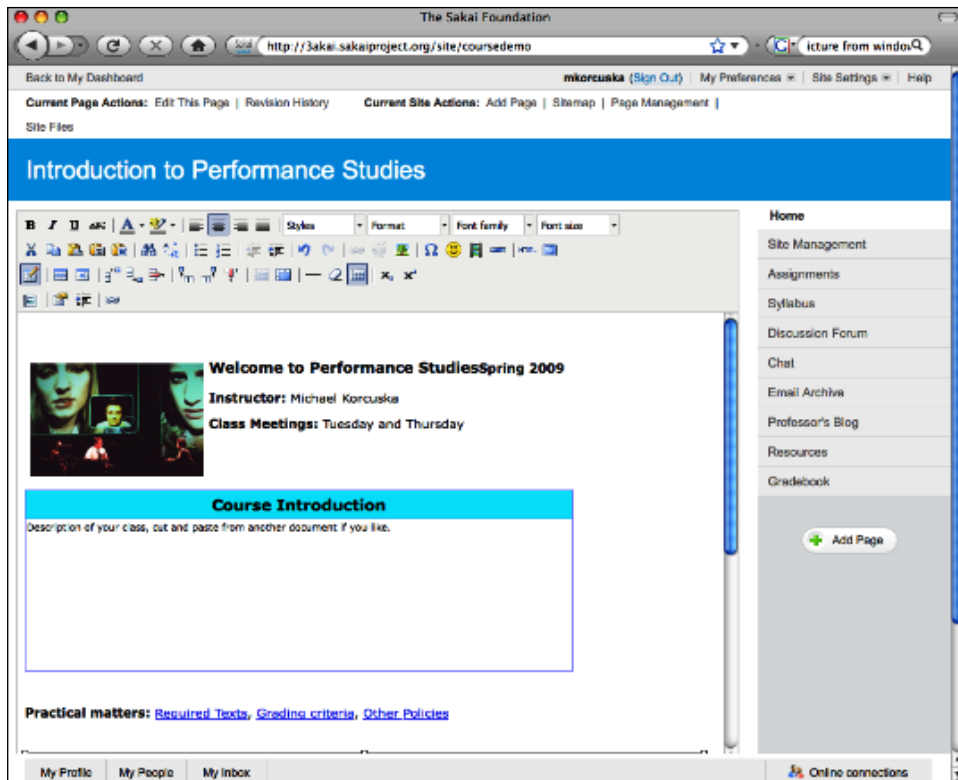 The Sakai Foundation
http://3akai.sakaiproject.org/site/coursedemo
icture from window
Back to My Dashboard
mkorcuska (Sign Out) | My Preferences | Site Settings | Help
Current Page Actions: Edit This Page | Revision History Current Site Actions: Add Page | Sitemap | Page Management |
Site Files
Introduction to Performance Studies
B I U ABC A Styles Format Font family Font size
Home
Site Management
Assignments
Syllabus
Discussion Forum
Chat
Email Archive
Professor's Blog
Resources
Gradebook
Add Page
Welcome to Performance StudiesSpring 2009
Instructor: Michael Korcuska
Class Meetings: Tuesday and Thursday
Course Introduction
Description of your class, cut and paste from another document if you like.
Practical matters: Required Texts, Grading criteria, Other Policies
My Profile My People My Inbox
Online connections